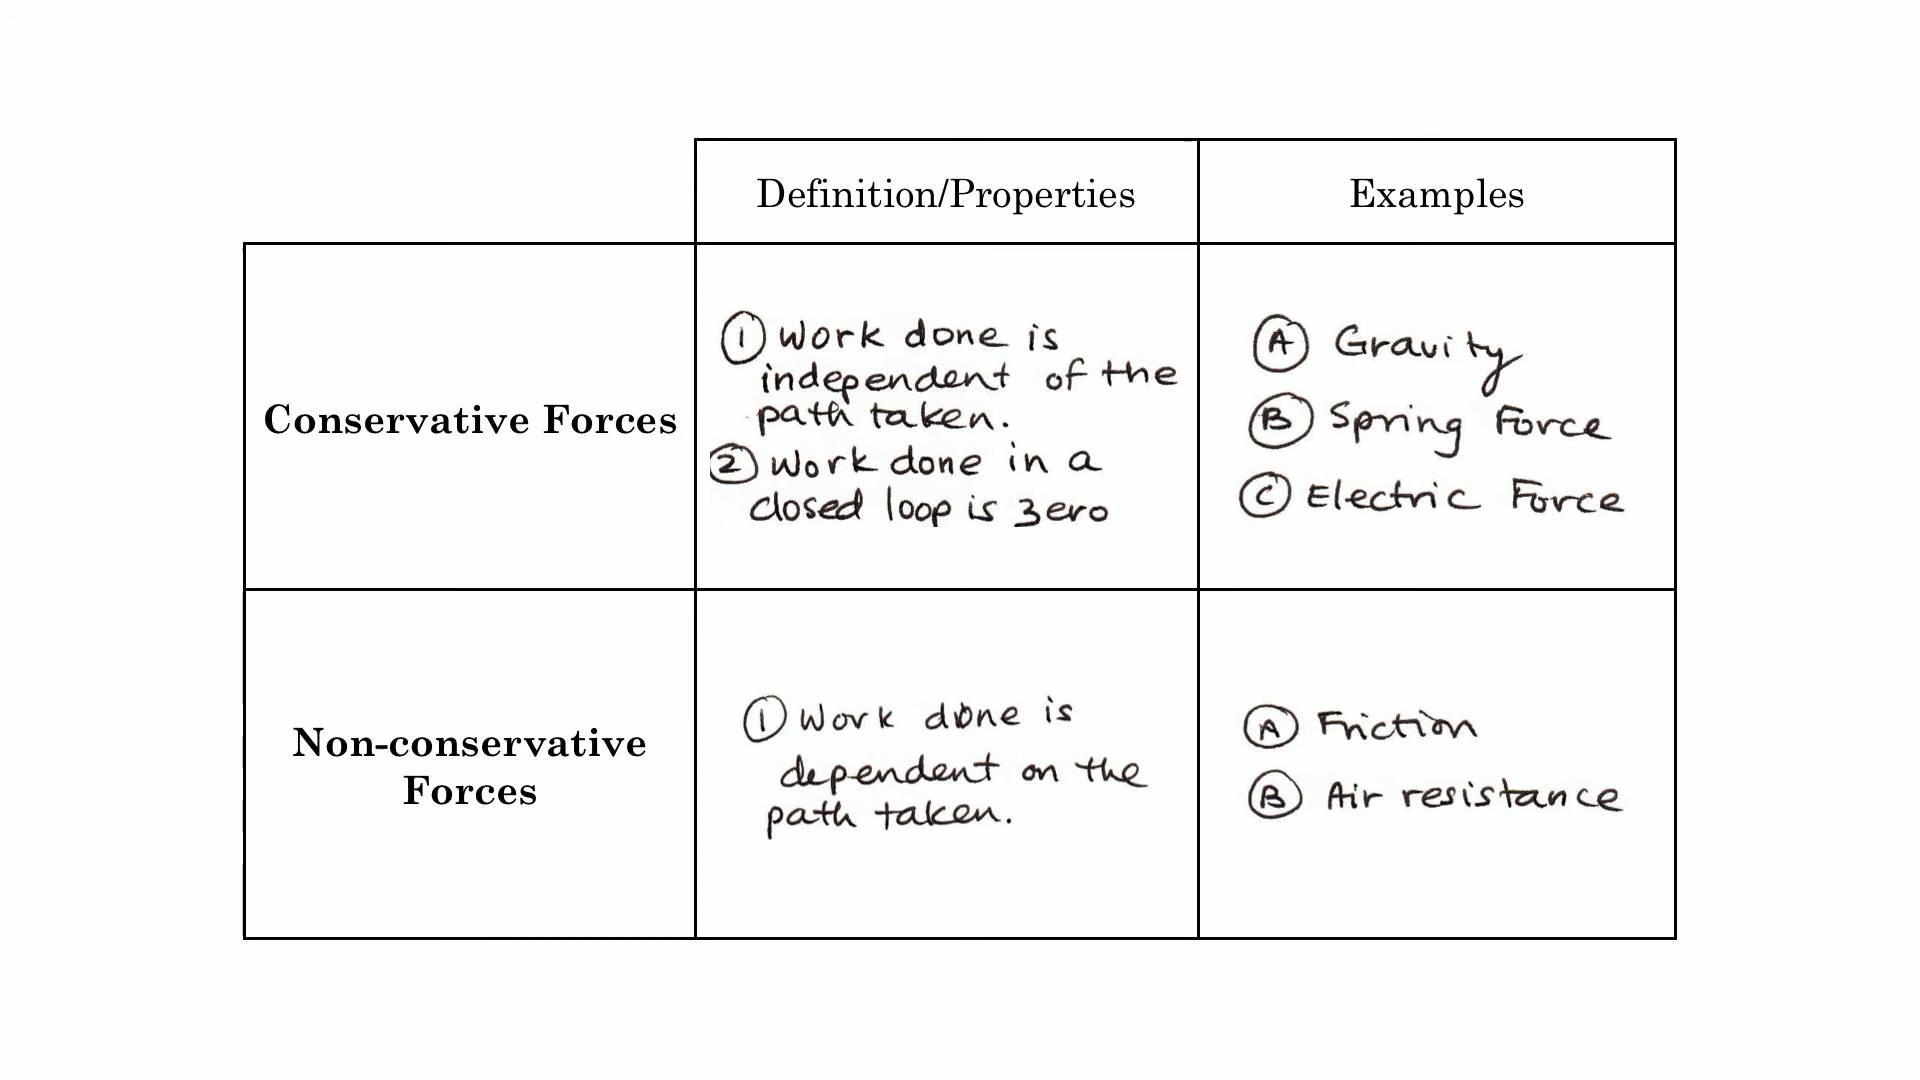 Definition/Properties
Examples
Conservative Forces
① Work done is
independent of the
path taken.
② Work done in a
closed loop is zero
Ⓐ Gravity
Ⓑ Spring Force
Ⓒ Electric Force
Non-conservative
Forces
① Work done is
dependent on the
path taken.
Ⓐ Friction
Ⓑ Air resistance